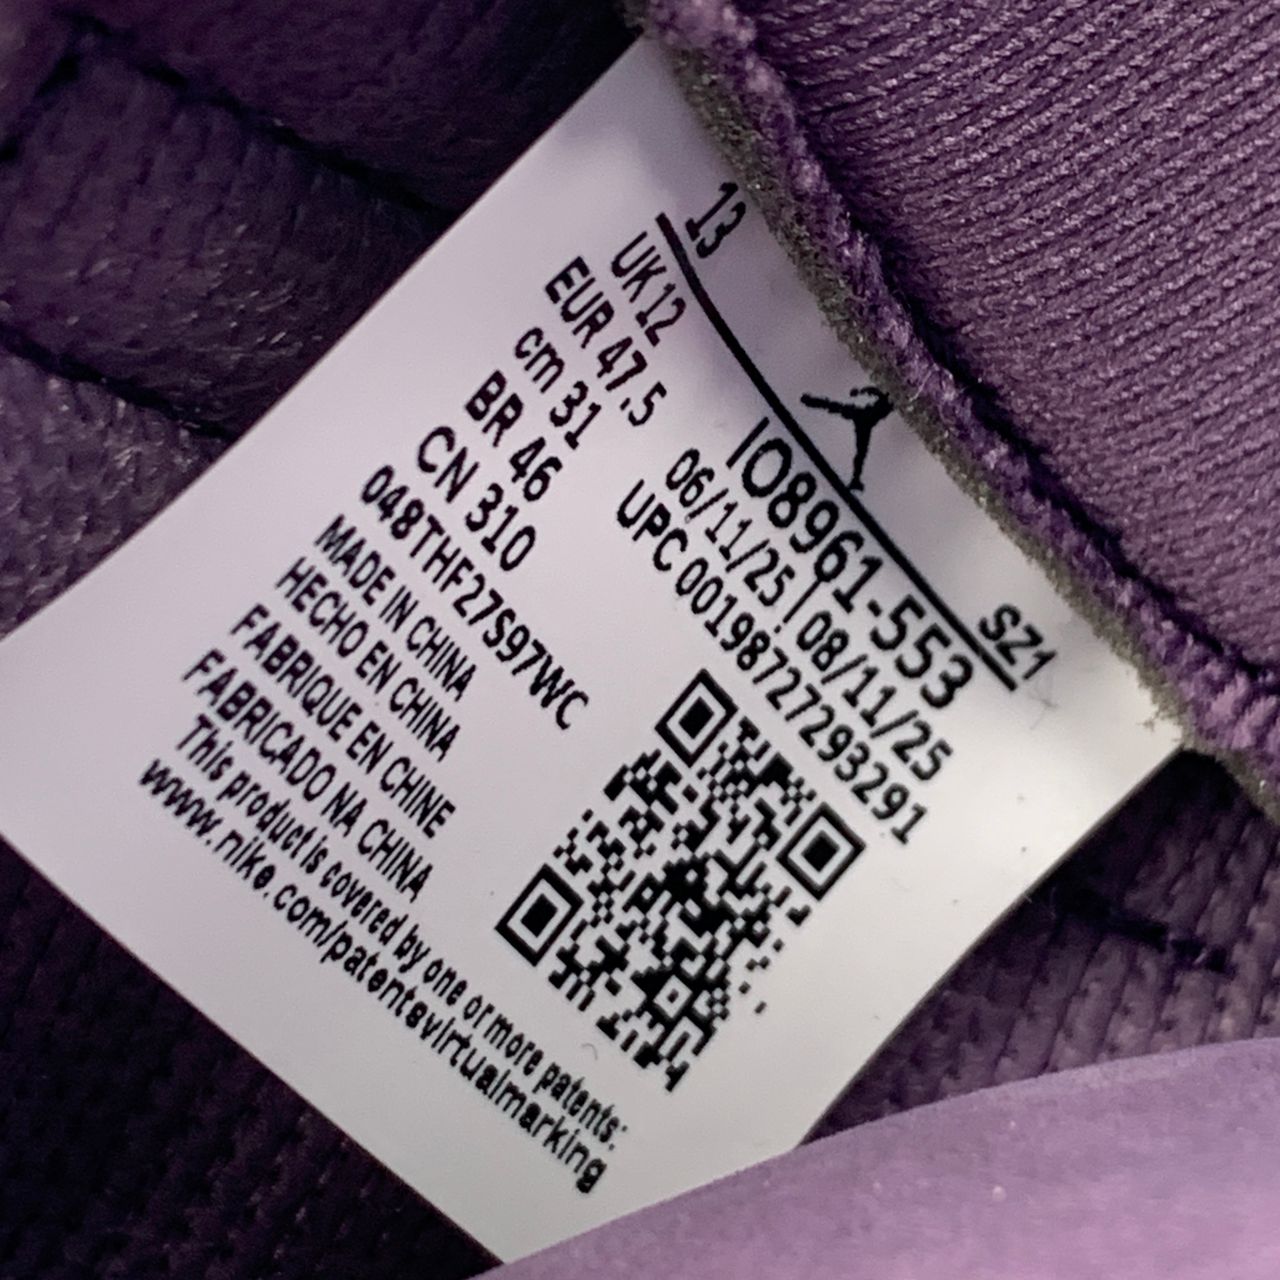 13
SZ1
UK 12
EUR 47.5
cm 31
BR 46
CN 310
IO8961-553
06/11/25 | 08/11/25
UPC 00198727293291
048THF27S97WC
MADE IN CHINA
HECHO EN CHINA
FABRIQUE EN CHINE
FABRICADO NA CHINA
This product is covered by one or more patents:
www.nike.com/patentsvirtualmarking